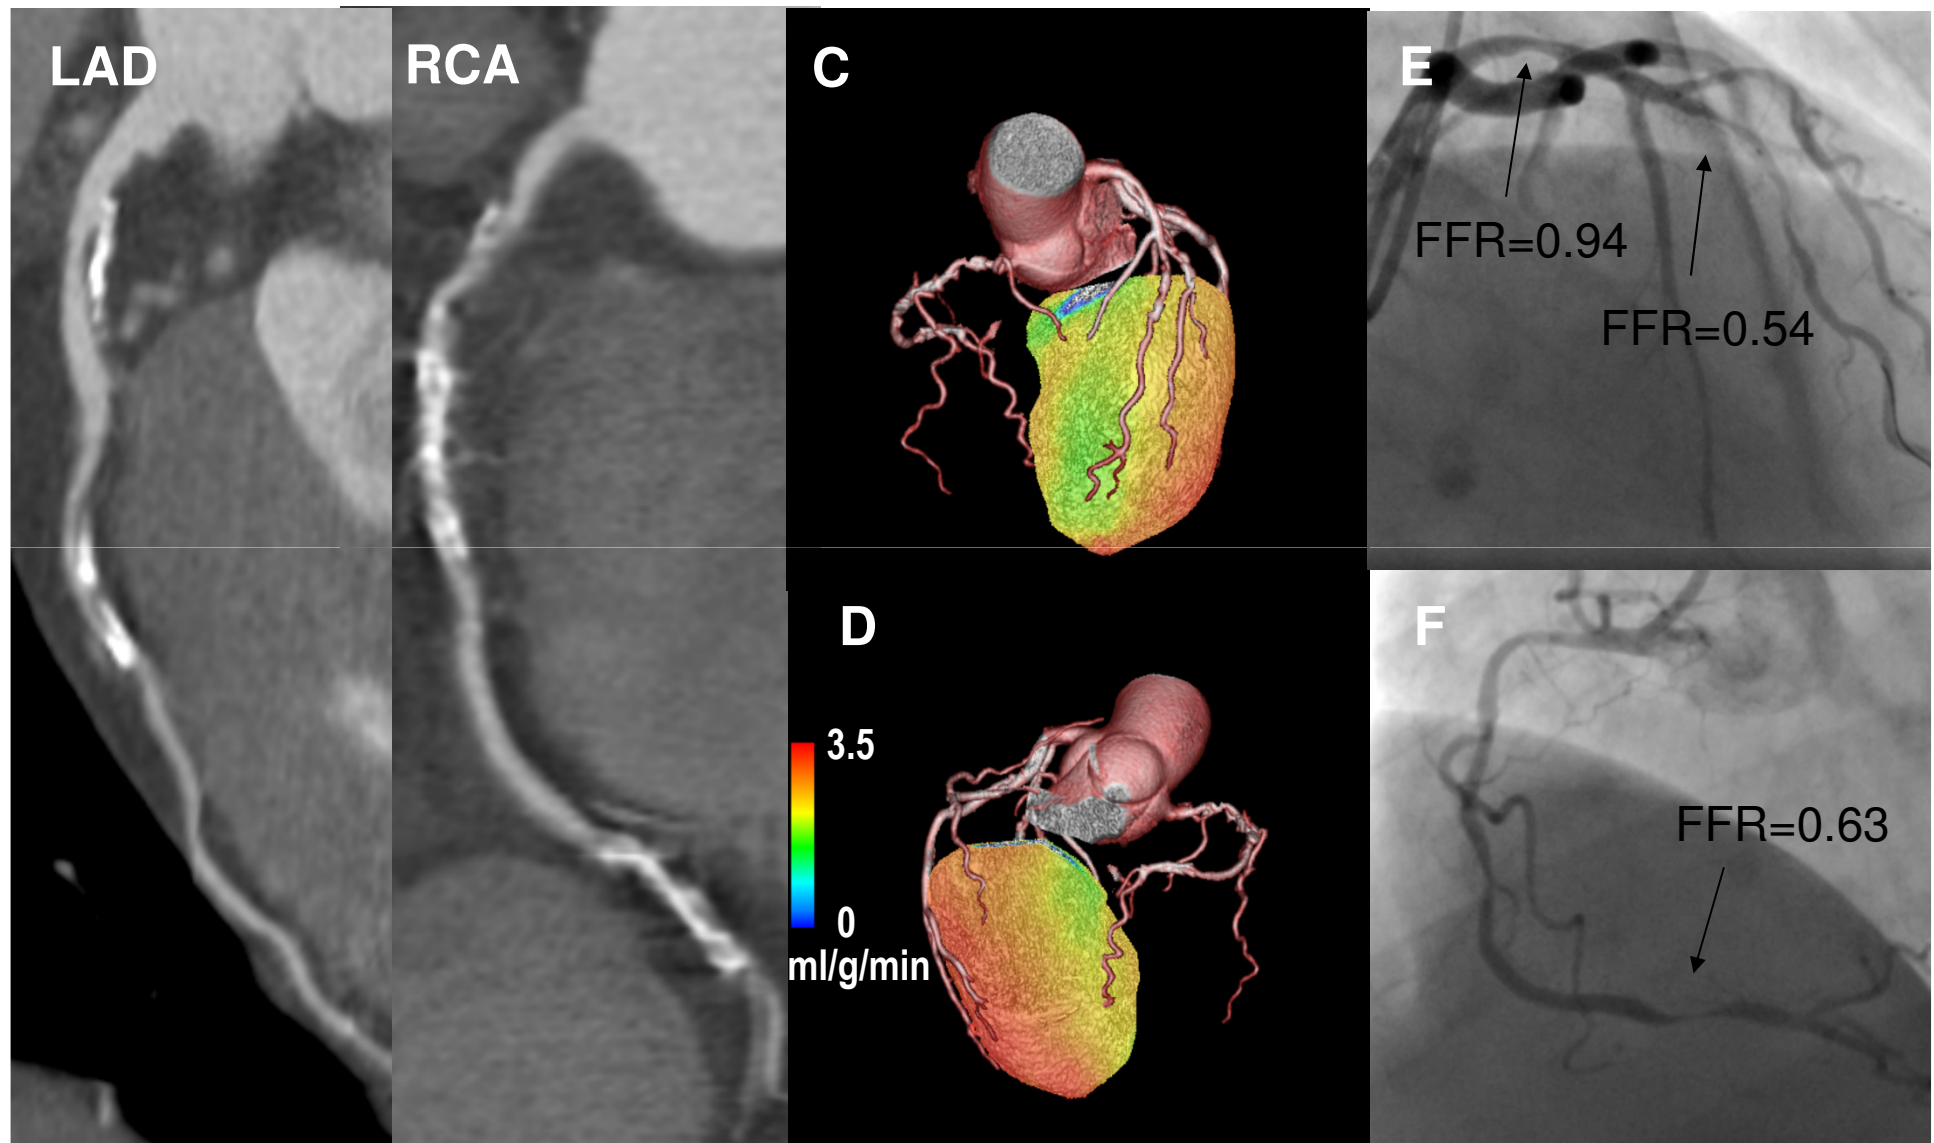 LAD
RCA
C
E
FFR=0.94
FFR=0.54
D
3.5
0
ml/g/min
F
FFR=0.63